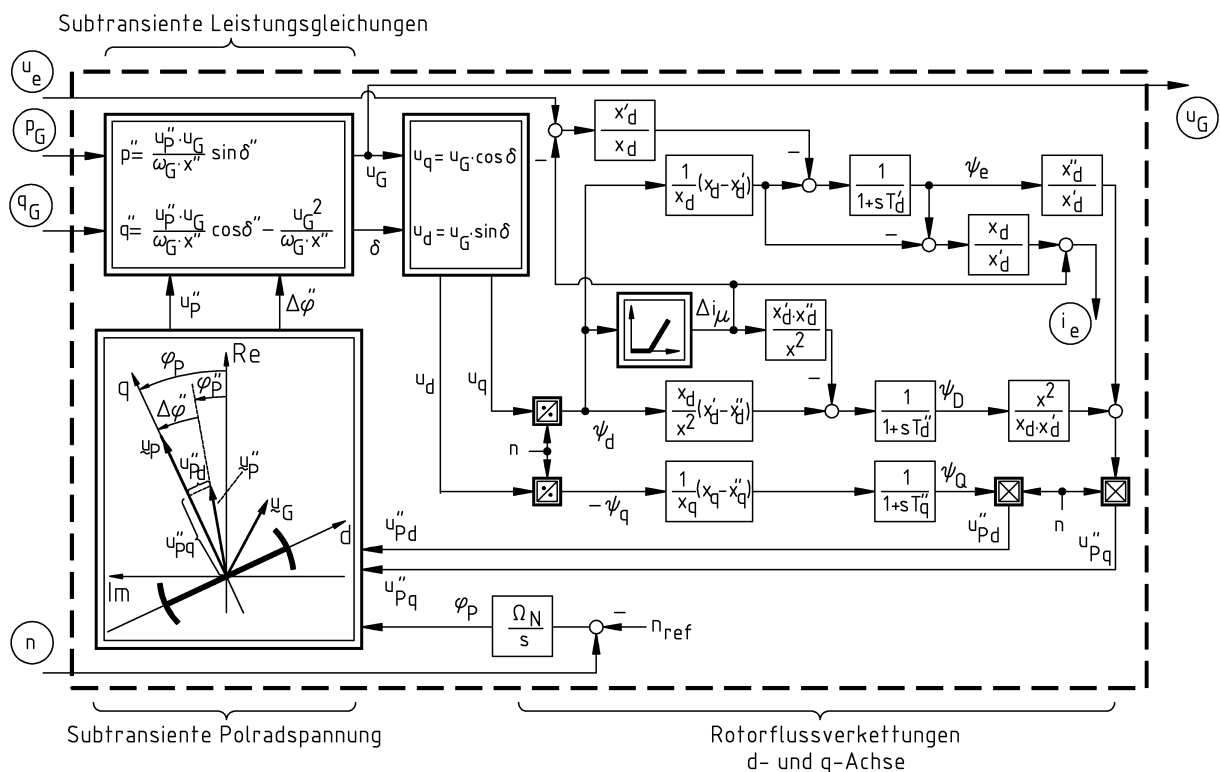 Subtransiente Leistungsgleichungen
u_e
p_G
p'' = u_P''·u_G / ω_G·x'' sin δ''
u_q = u_G·cos δ
u_G
x'_d / x_d
−
−
u_G
q_G
q'' = u_P''·u_G / ω_G·x'' cos δ'' − u_G² / ω_G·x''
δ
u_d = u_G·sin δ
1/x_d (x_d−x'_d)
1 / 1+sT'_d
ψ_e
x''_d / x'_d
−
x_d / x'_d
u_P''
Δφ''
Δi_μ
x'_d·x''_d / x²
i_e
Re
q
φ_P
φ_P''
Δφ''
u_P
u''_Pd
u_P''
u_G
u''_Pq
d
Im
u_d
u_q
−
ψ_d
x_d/x² (x'_d−x''_d)
1 / 1+sT''_d
ψ_D
x² / x_d·x'_d
n
−ψ_q
1/x_q (x_q−x''_q)
1 / 1+sT''_q
ψ_Q
n
u''_Pd
u''_Pd
u''_Pq
u''_Pq
φ_P
Ω_N / s
−
n_ref
n
Subtransiente Polradspannung
Rotorflussverkettungen
d- und q-Achse